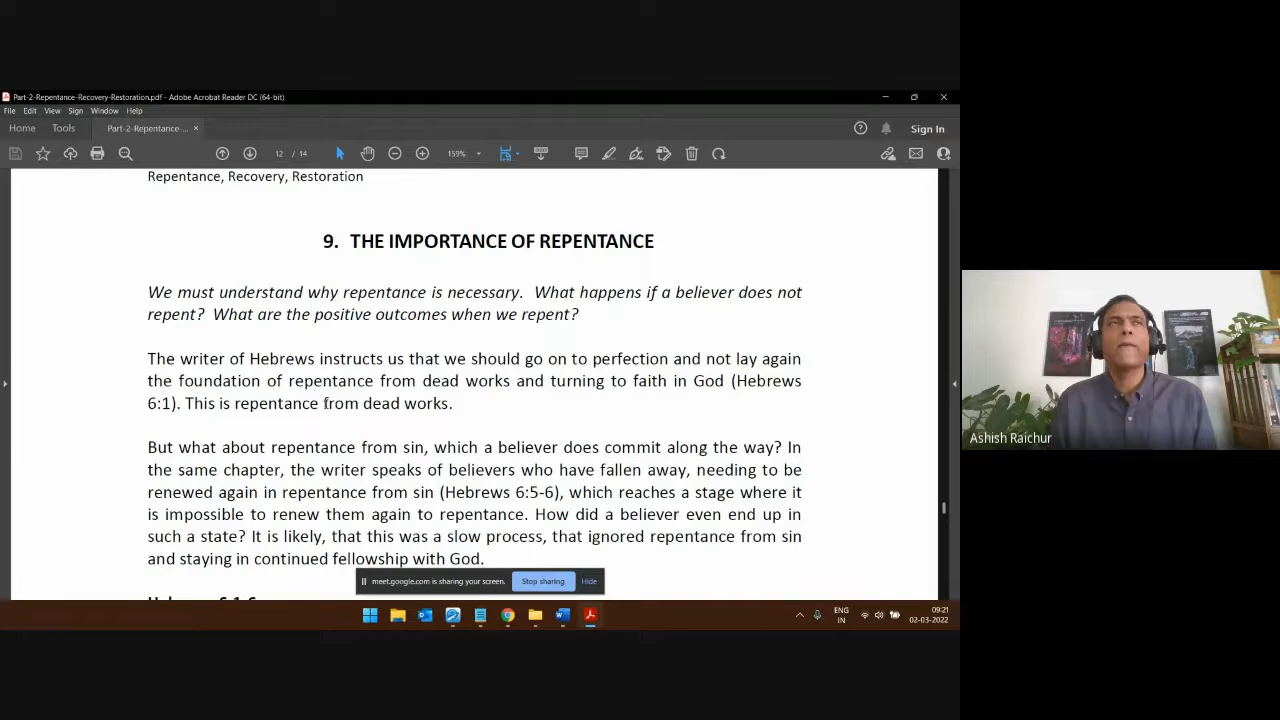 Part-2-Repentance-Recovery-Restoration.pdf - Adobe Acrobat Reader DC (64-bit)
File Edit View Sign Window Help
Home Tools Part-2-Repentance-... × Sign In
12 / 14 159%
Repentance, Recovery, Restoration
9. THE IMPORTANCE OF REPENTANCE
We must understand why repentance is necessary. What happens if a believer does not
repent? What are the positive outcomes when we repent?
The writer of Hebrews instructs us that we should go on to perfection and not lay again
the foundation of repentance from dead works and turning to faith in God (Hebrews
6:1). This is repentance from dead works.
But what about repentance from sin, which a believer does commit along the way? In
the same chapter, the writer speaks of believers who have fallen away, needing to be
renewed again in repentance from sin (Hebrews 6:5-6), which reaches a stage where it
is impossible to renew them again to repentance. How did a believer even end up in
such a state? It is likely, that this was a slow process, that ignored repentance from sin
and staying in continued fellowship with God.
meet.google.com is sharing your screen. Stop sharing Hide
ENG
IN
09:21
02-03-2022
Ashish Raichur